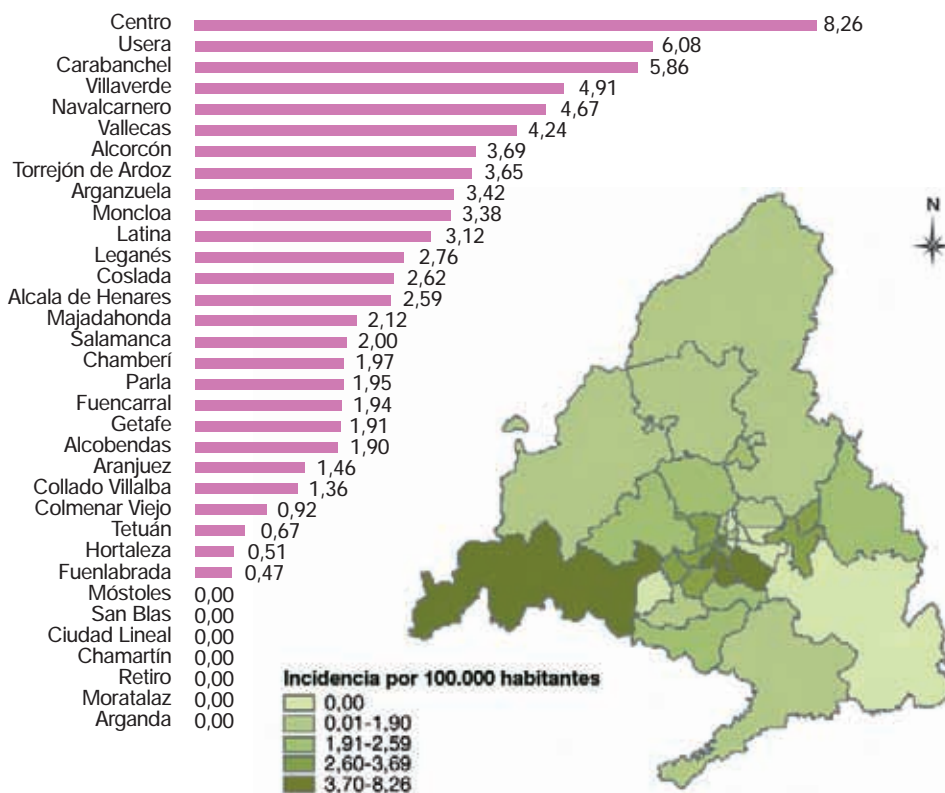 Centro 8,26
Usera 6,08
Carabanchel 5,86
Villaverde 4,91
Navalcarnero 4,67
Vallecas 4,24
Alcorcón 3,69
Torrejón de Ardoz 3,65
Arganzuela 3,42
Moncloa 3,38
Latina 3,12
Leganés 2,76
Coslada 2,62
Alcala de Henares 2,59
Majadahonda 2,12
Salamanca 2,00
Chamberí 1,97
Parla 1,95
Fuencarral 1,94
Getafe 1,91
Alcobendas 1,90
Aranjuez 1,46
Collado Villalba 1,36
Colmenar Viejo 0,92
Tetuán 0,67
Hortaleza 0,51
Fuenlabrada 0,47
Móstoles 0,00
San Blas 0,00
Ciudad Lineal 0,00
Chamartín 0,00
Retiro 0,00
Moratalaz 0,00
Arganda 0,00
N
Incidencia por 100.000 habitantes
0,00
0,01-1,90
1,91-2,59
2,60-3,69
3,70-8,26